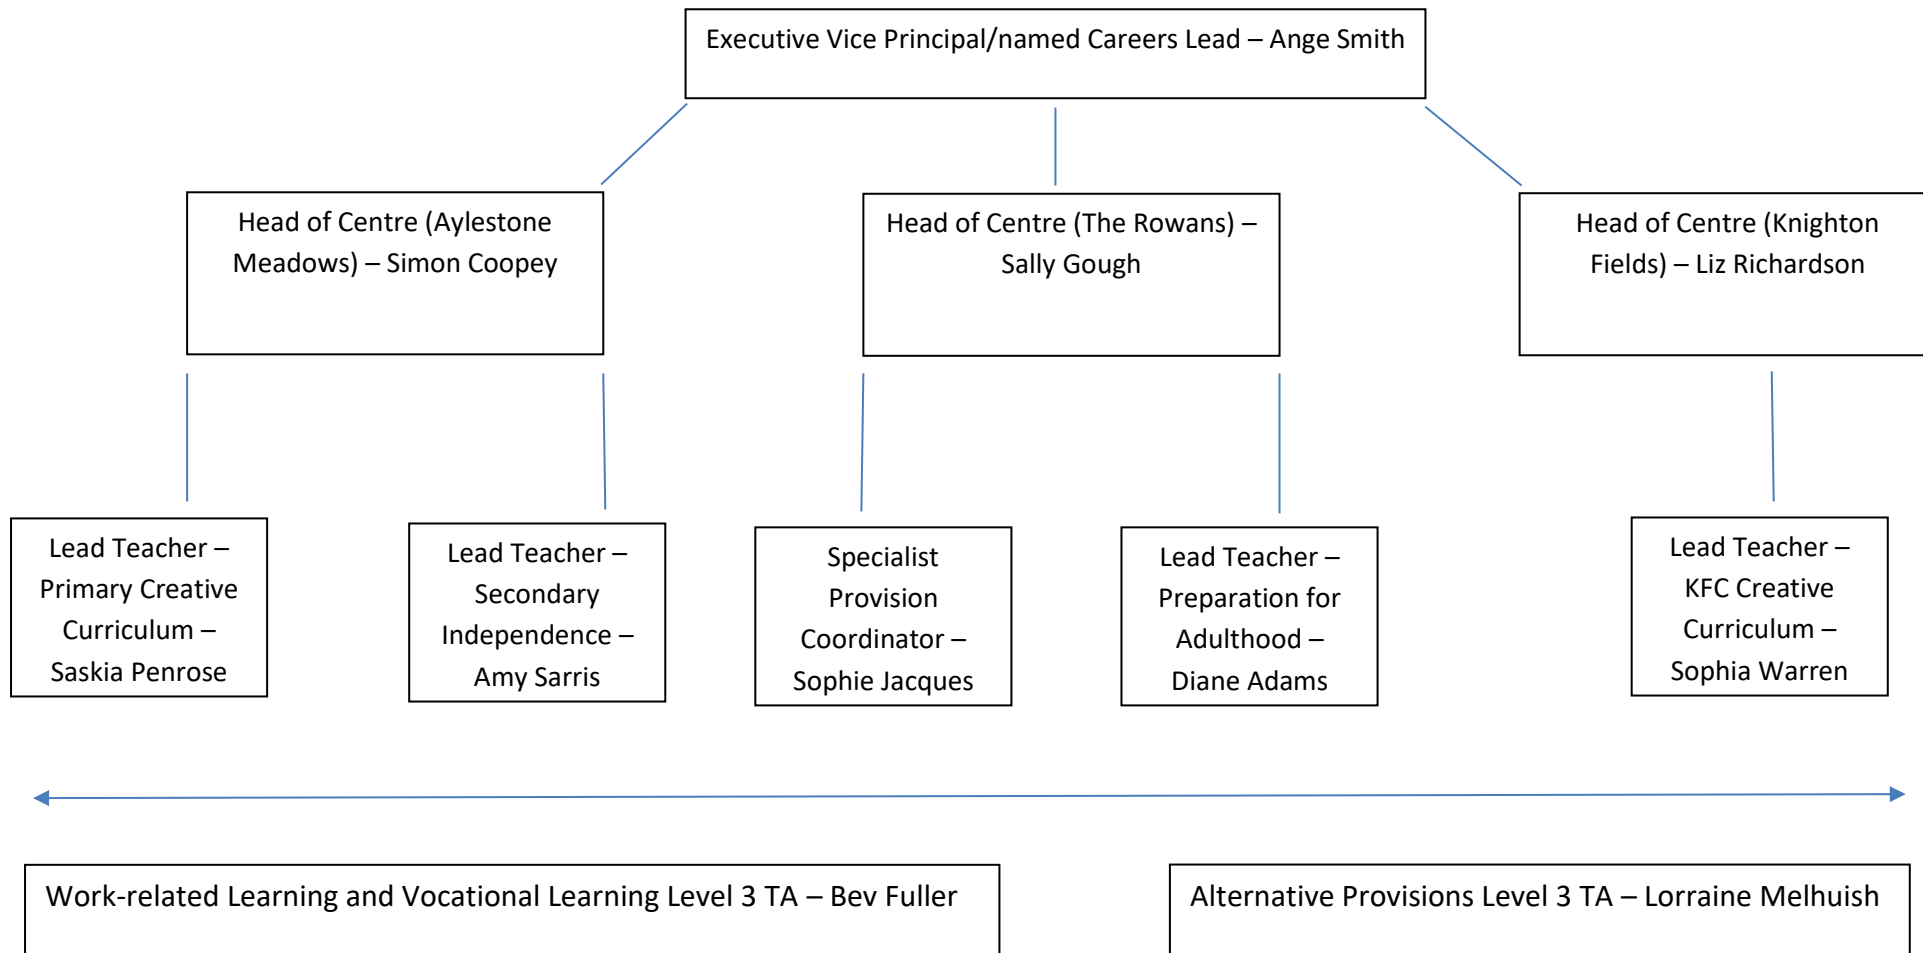 Executive Vice Principal/named Careers Lead – Ange Smith
Head of Centre (Aylestone
Meadows) – Simon Coopey
Head of Centre (The Rowans) –
Sally Gough
Head of Centre (Knighton
Fields) – Liz Richardson
Lead Teacher –
Primary Creative
Curriculum –
Saskia Penrose
Lead Teacher –
Secondary
Independence –
Amy Sarris
Specialist
Provision
Coordinator –
Sophie Jacques
Lead Teacher –
Preparation for
Adulthood –
Diane Adams
Lead Teacher –
KFC Creative
Curriculum –
Sophia Warren
Work-related Learning and Vocational Learning Level 3 TA – Bev Fuller
Alternative Provisions Level 3 TA – Lorraine Melhuish